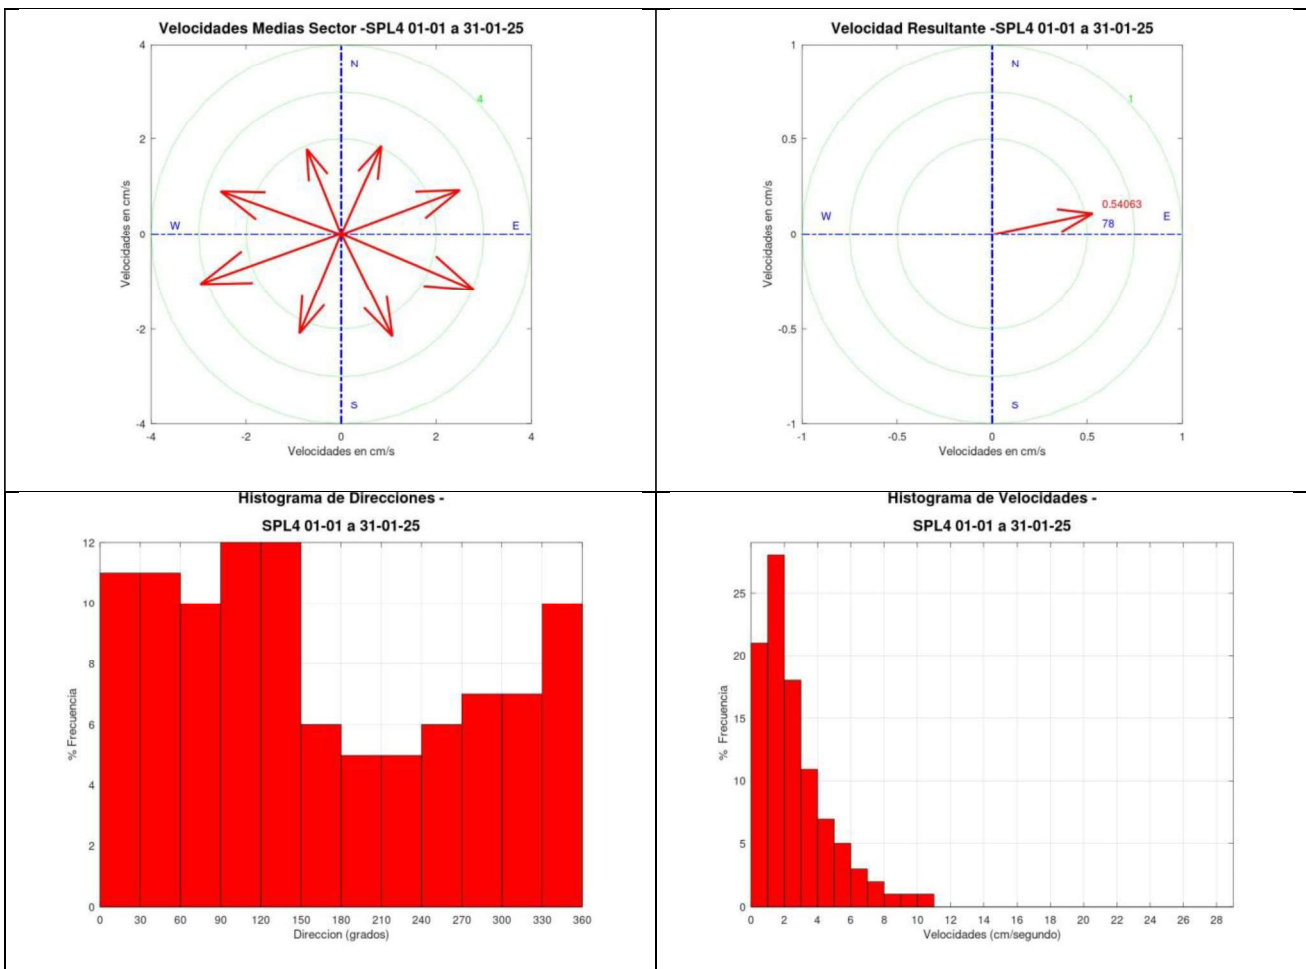 Velocidades Medias Sector -SPL4 01-01 a 31-01-25
4
N
4
2
Velocidades en cm/s
W
0
E
-2
S
-4
-4
-2
0
2
4
Velocidades en cm/s
Velocidad Resultante -SPL4 01-01 a 31-01-25
1
N
1
0.5
Velocidades en cm/s
0.54063
W
E
78
0
-0.5
S
-1
-1
-0.5
0
0.5
1
Velocidades en cm/s
Histograma de Direcciones -
SPL4 01-01 a 31-01-25
12
10
8
% Frecuencia
6
4
2
0
0 30 60 90 120 150 180 210 240 270 300 330 360
Direccion (grados)
Histograma de Velocidades -
SPL4 01-01 a 31-01-25
25
20
% Frecuencia
15
10
5
0
0 2 4 6 8 10 12 14 16 18 20 22 24 26 28
Velocidades (cm/segundo)